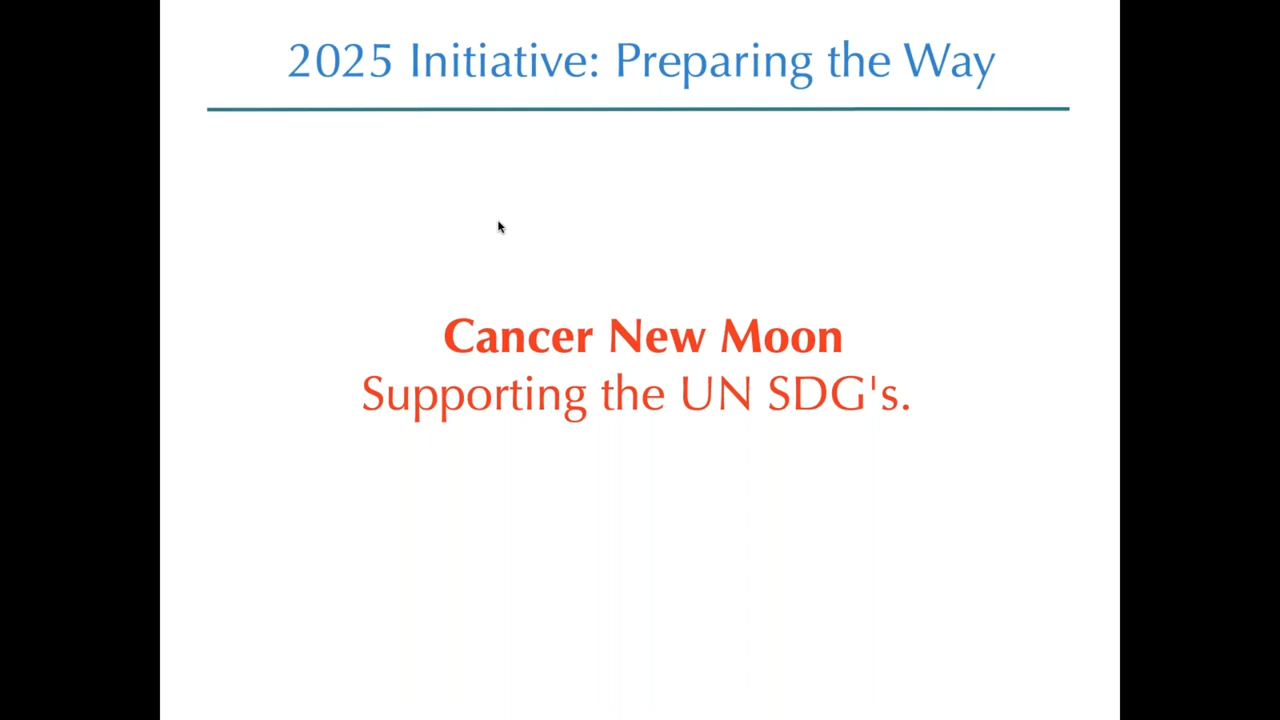 2025 Initiative: Preparing the Way
Cancer New Moon
Supporting the UN SDG's.